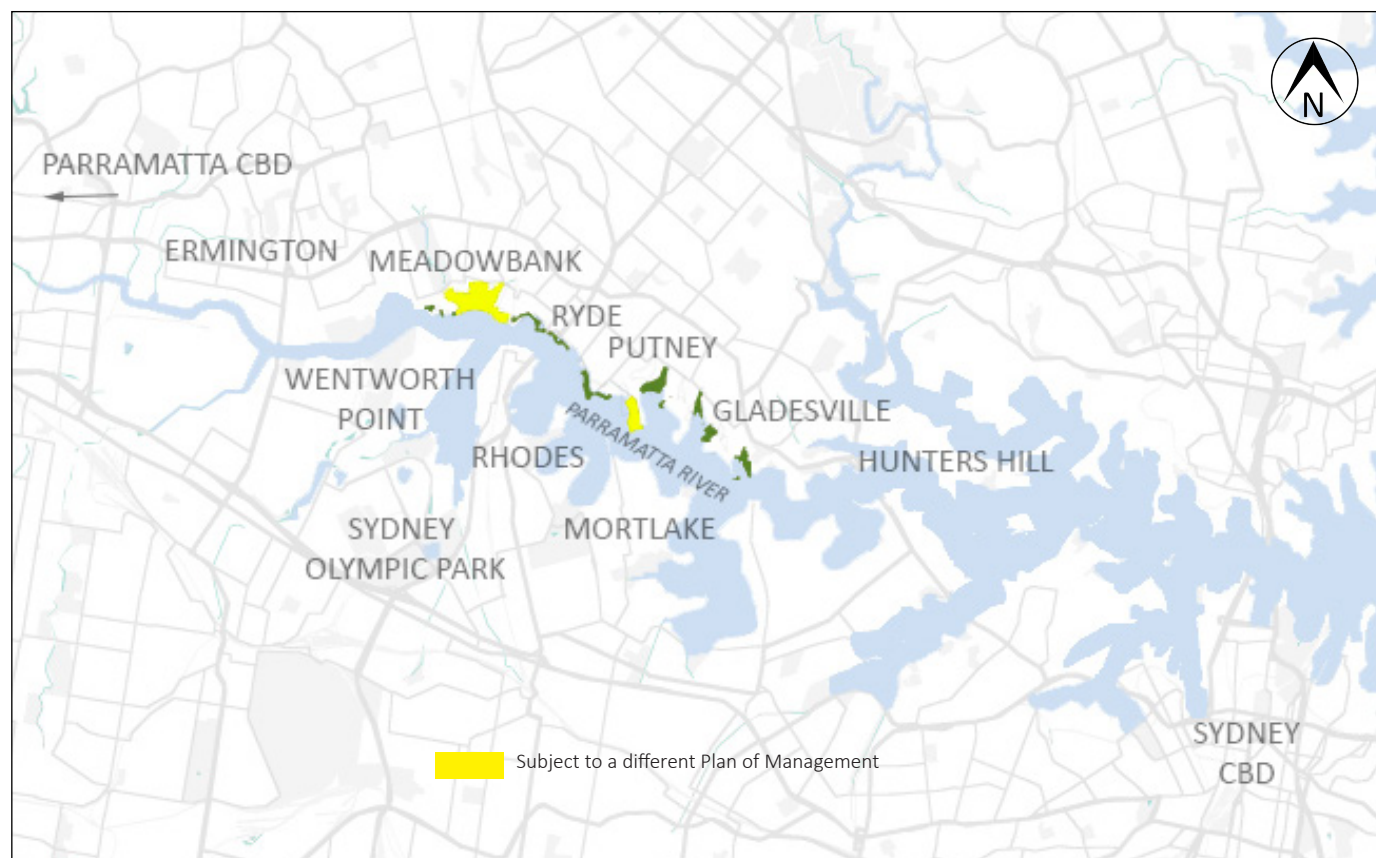 N
PARRAMATTA CBD
ERMINGTON
MEADOWBANK
RYDE
PUTNEY
WENTWORTH
POINT
GLADESVILLE
PARRAMATTA RIVER
RHODES
HUNTERS HILL
SYDNEY
OLYMPIC PARK
MORTLAKE
SYDNEY
CBD
Subject to a different Plan of Management